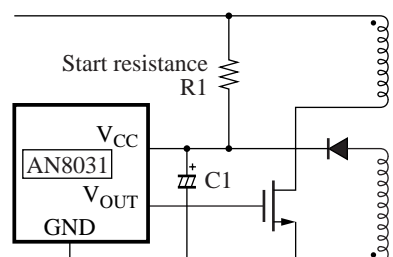 Start resistance
R1
VCC
AN8031
C1
VOUT
GND
+